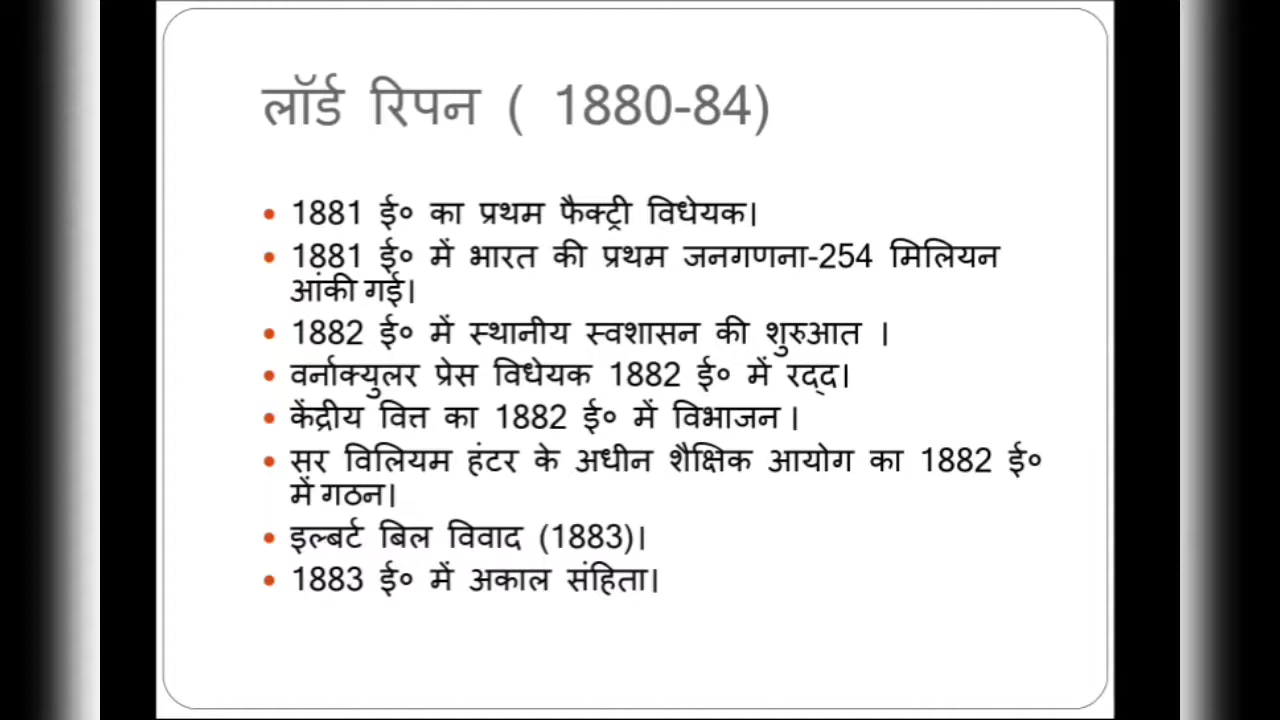 लॉर्ड रिपन ( 1880-84)
• 1881 ई० का प्रथम फैक्ट्री विधेयक।
• 1881 ई० में भारत की प्रथम जनगणना-254 मिलियन
आंकी गई।
• 1882 ई० में स्थानीय स्वशासन की शुरुआत ।
• वर्नाक्युलर प्रेस विधेयक 1882 ई० में रद्द।
• केंद्रीय वित्त का 1882 ई० में विभाजन ।
• सर विलियम हंटर के अधीन शैक्षिक आयोग का 1882 ई०
में गठन।
• इल्बर्ट बिल विवाद (1883)।
• 1883 ई० में अकाल संहिता।